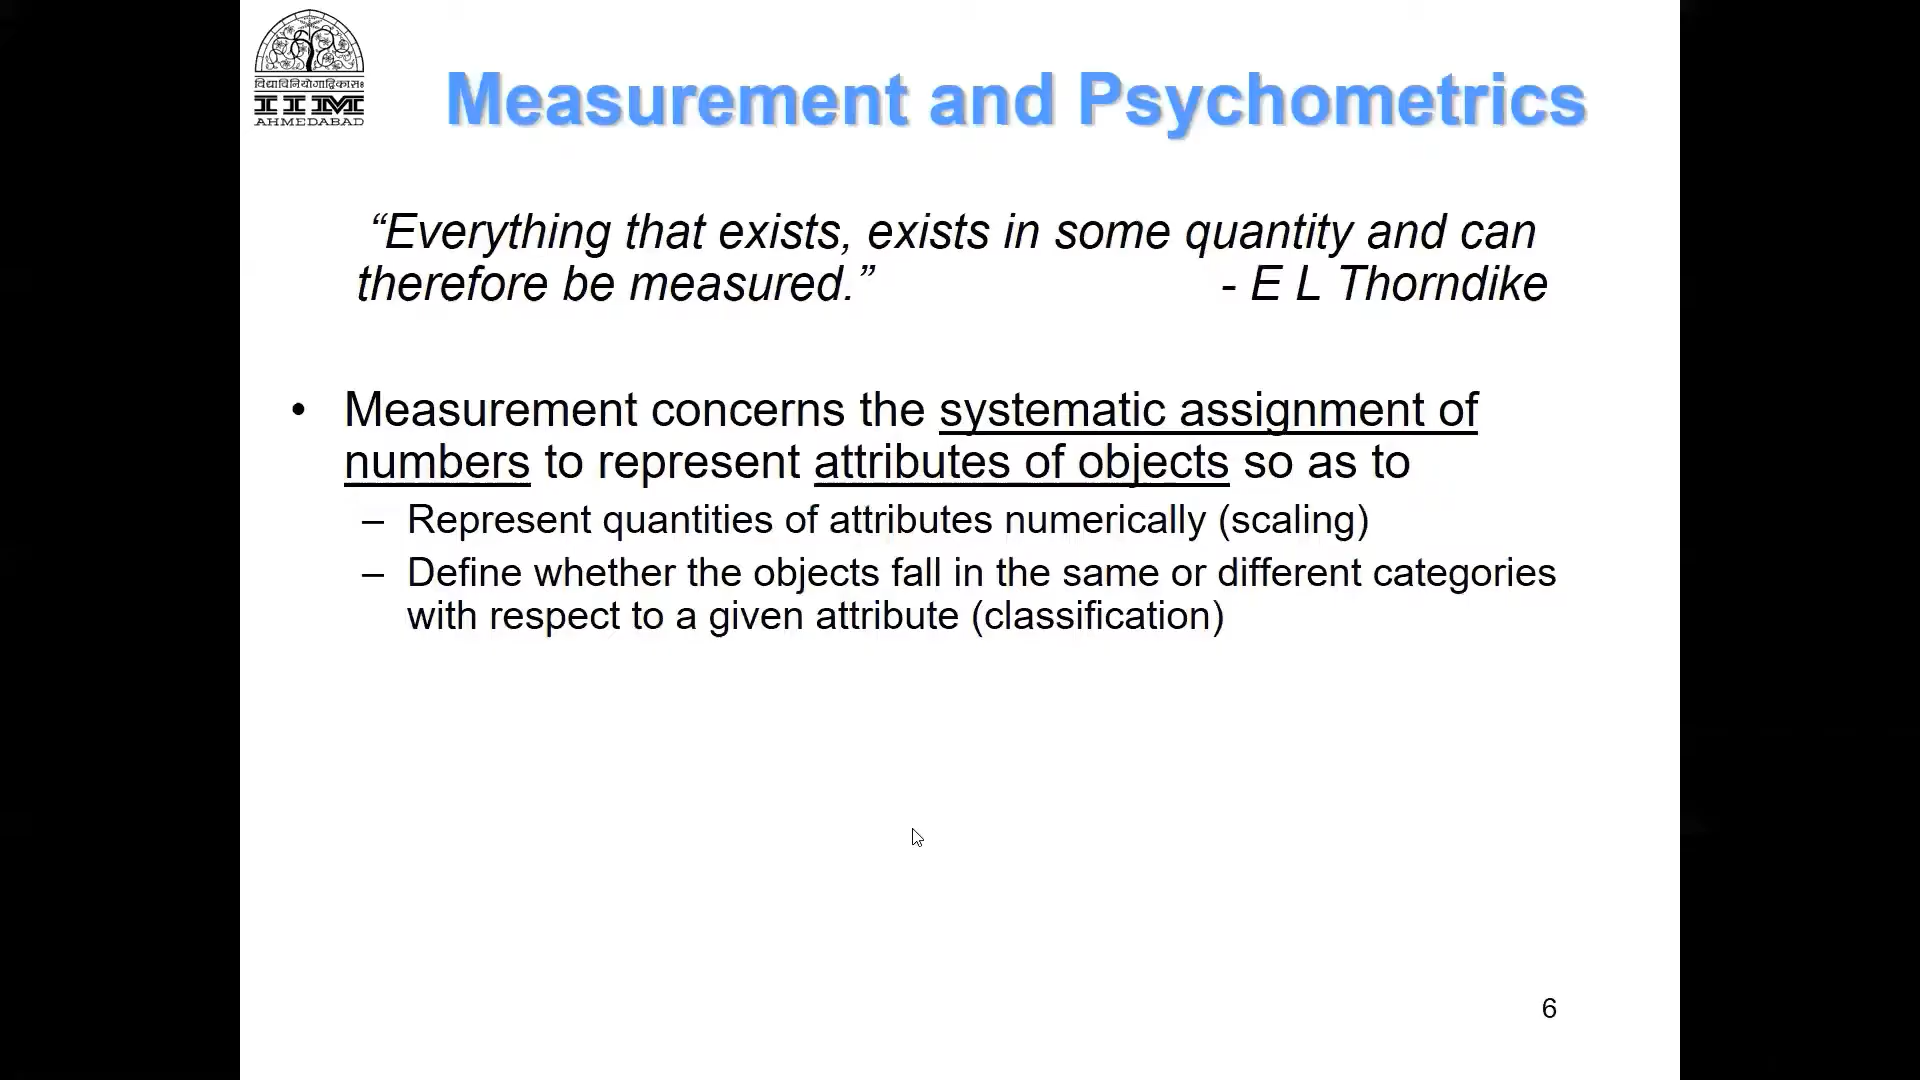 विद्याविनियोगाद्विकासः
IIM
AHMEDABAD
Measurement and Psychometrics
“Everything that exists, exists in some quantity and can
therefore be measured.” - E L Thorndike
• Measurement concerns the systematic assignment of
numbers to represent attributes of objects so as to
– Represent quantities of attributes numerically (scaling)
– Define whether the objects fall in the same or different categories
with respect to a given attribute (classification)
6